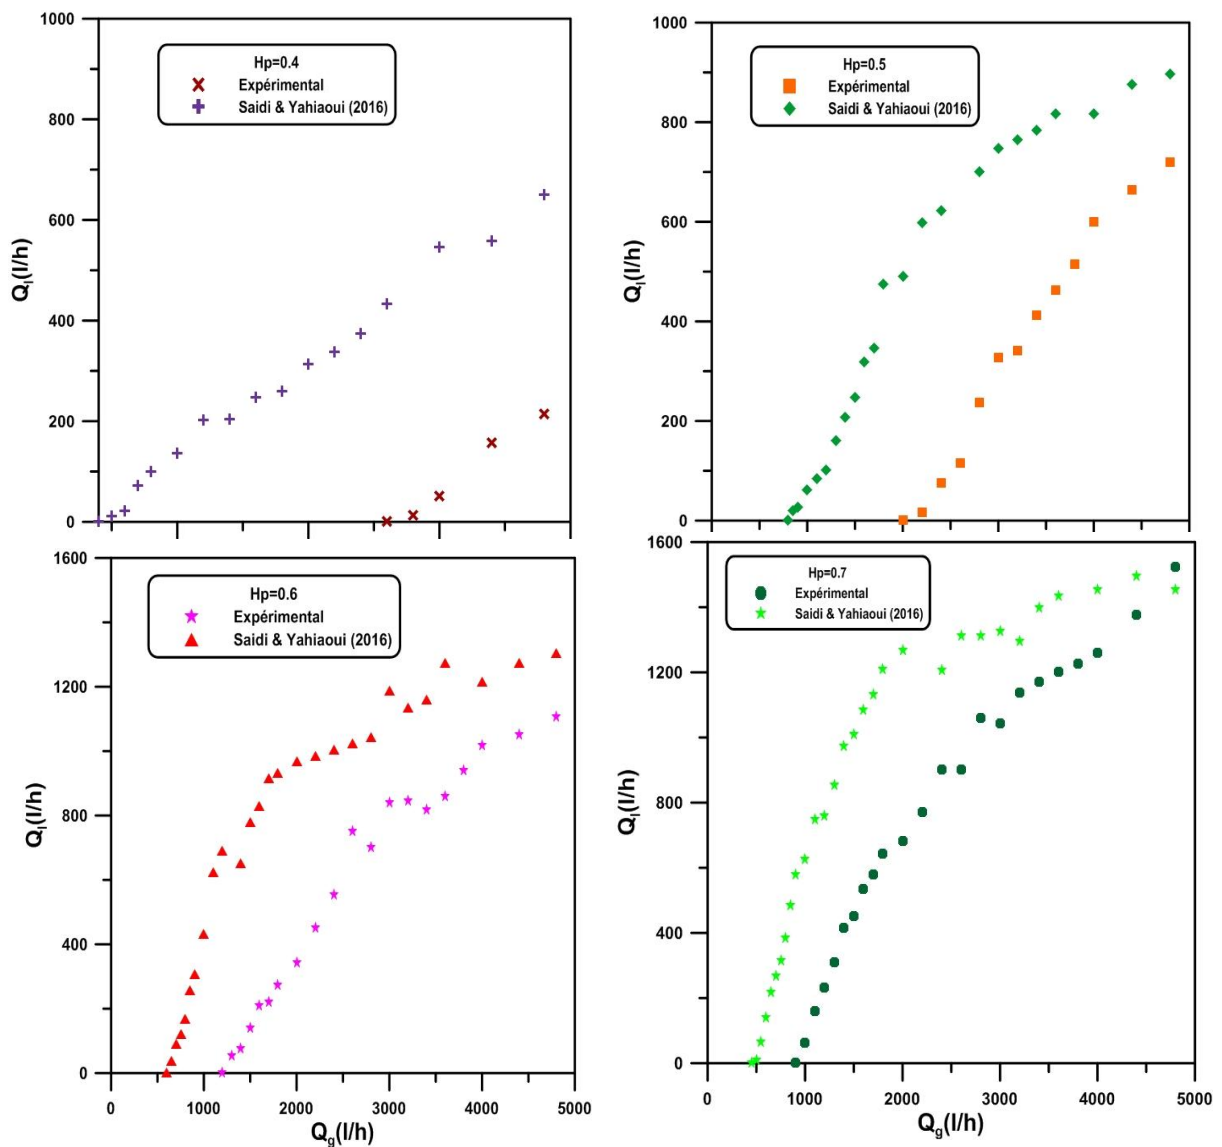 1000
800
600
400
200
0
Ql(l/h)
Hp=0.4
Expérimental
Saidi & Yahiaoui (2016)
1000
800
600
400
200
0
Ql(l/h)
Hp=0.5
Expérimental
Saidi & Yahiaoui (2016)
1600
1200
800
400
0
Ql(l/h)
Hp=0.6
Expérimental
Saidi & Yahiaoui (2016)
0 1000 2000 3000 4000 5000
Qg(l/h)
1600
1200
800
400
0
Ql(l/h)
Hp=0.7
Expérimental
Saidi & Yahiaoui (2016)
0 1000 2000 3000 4000 5000
Qg(l/h)